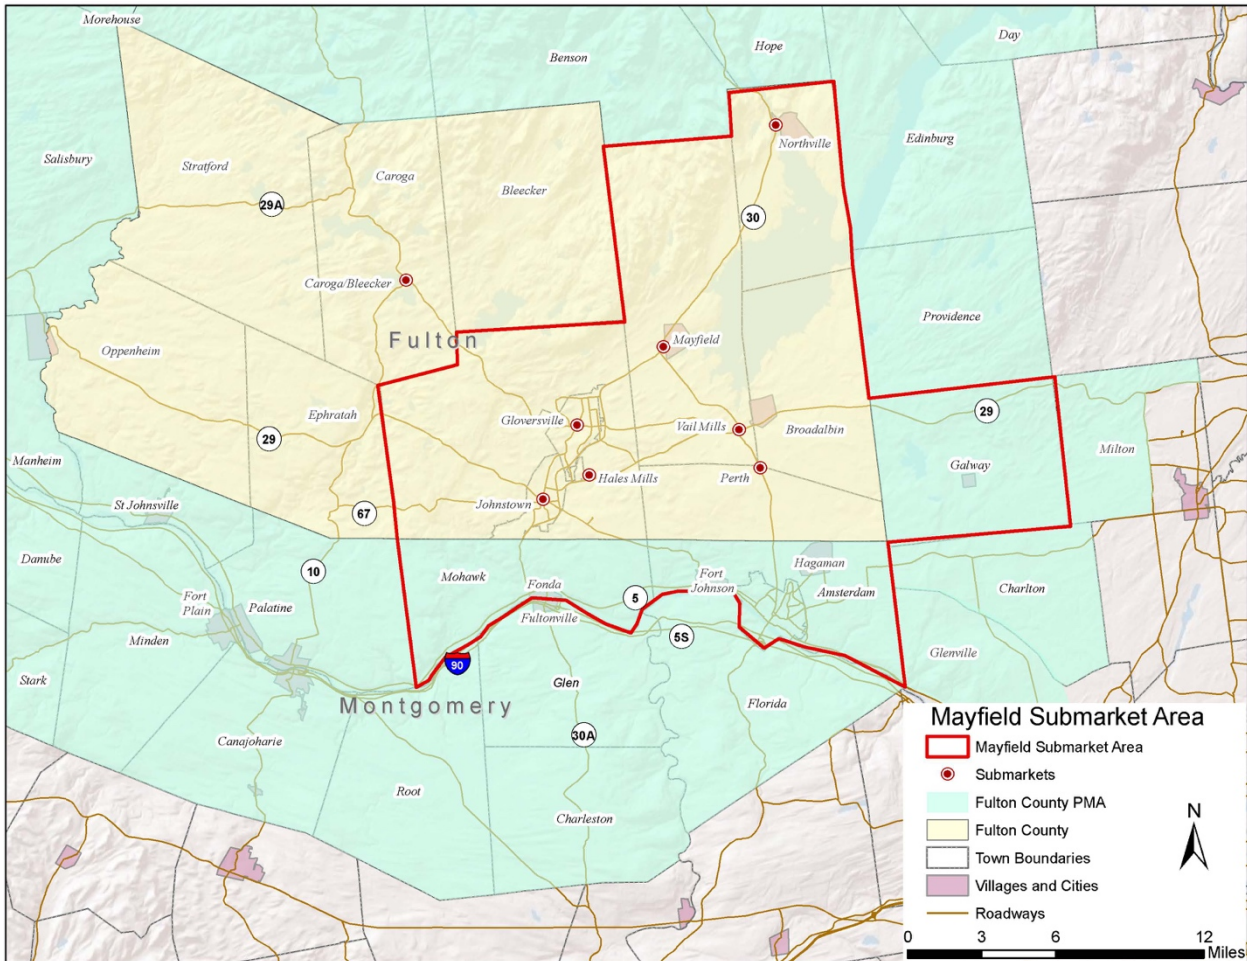 Morehouse
Hope
Day
Benson
Edinburg
Northville
Salisbury
Stratford
Caroga
Bleecker
29A
30
Caroga/Bleecker
Providence
Fulton
Mayfield
Oppenheim
Ephratah
29
Gloversville
Vail Mills
Broadalbin
29
Manheim
Galway
Milton
Hales Mills
Perth
St Johnsville
67
Johnstown
Danube
10
Mohawk
Fonda
5
Fort
Johnson
Hagaman
Amsterdam
Charlton
Fort
Plain
Palatine
Fultonville
5S
Minden
Glenville
Stark
90
Glen
Montgomery
Florida
Canajoharie
30A
Root
Charleston
Mayfield Submarket Area
Mayfield Submarket Area
Submarkets
Fulton County PMA
Fulton County
Town Boundaries
Villages and Cities
Roadways
N
0 3 6 12
Miles